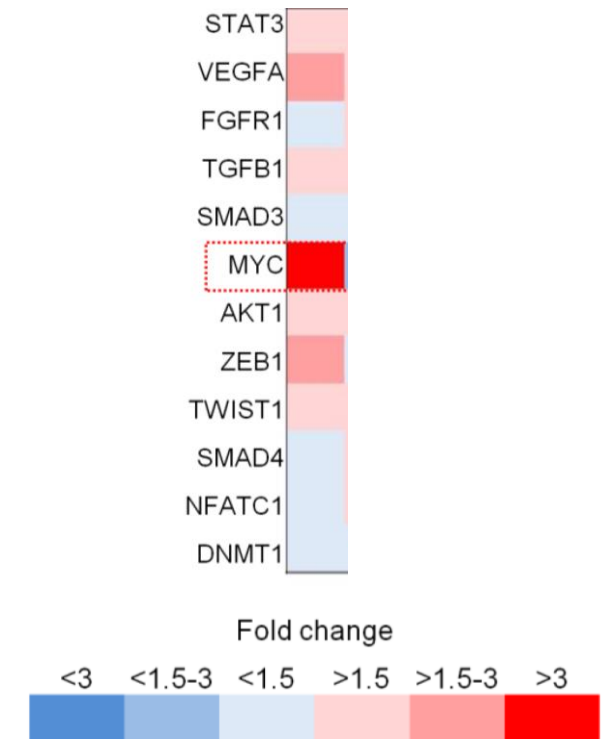 STAT3
VEGFA
FGFR1
TGFB1
SMAD3
MYC
AKT1
ZEB1
TWIST1
SMAD4
NFATC1
DNMT1
Fold change
<3 <1.5-3 <1.5 >1.5 >1.5-3 >3